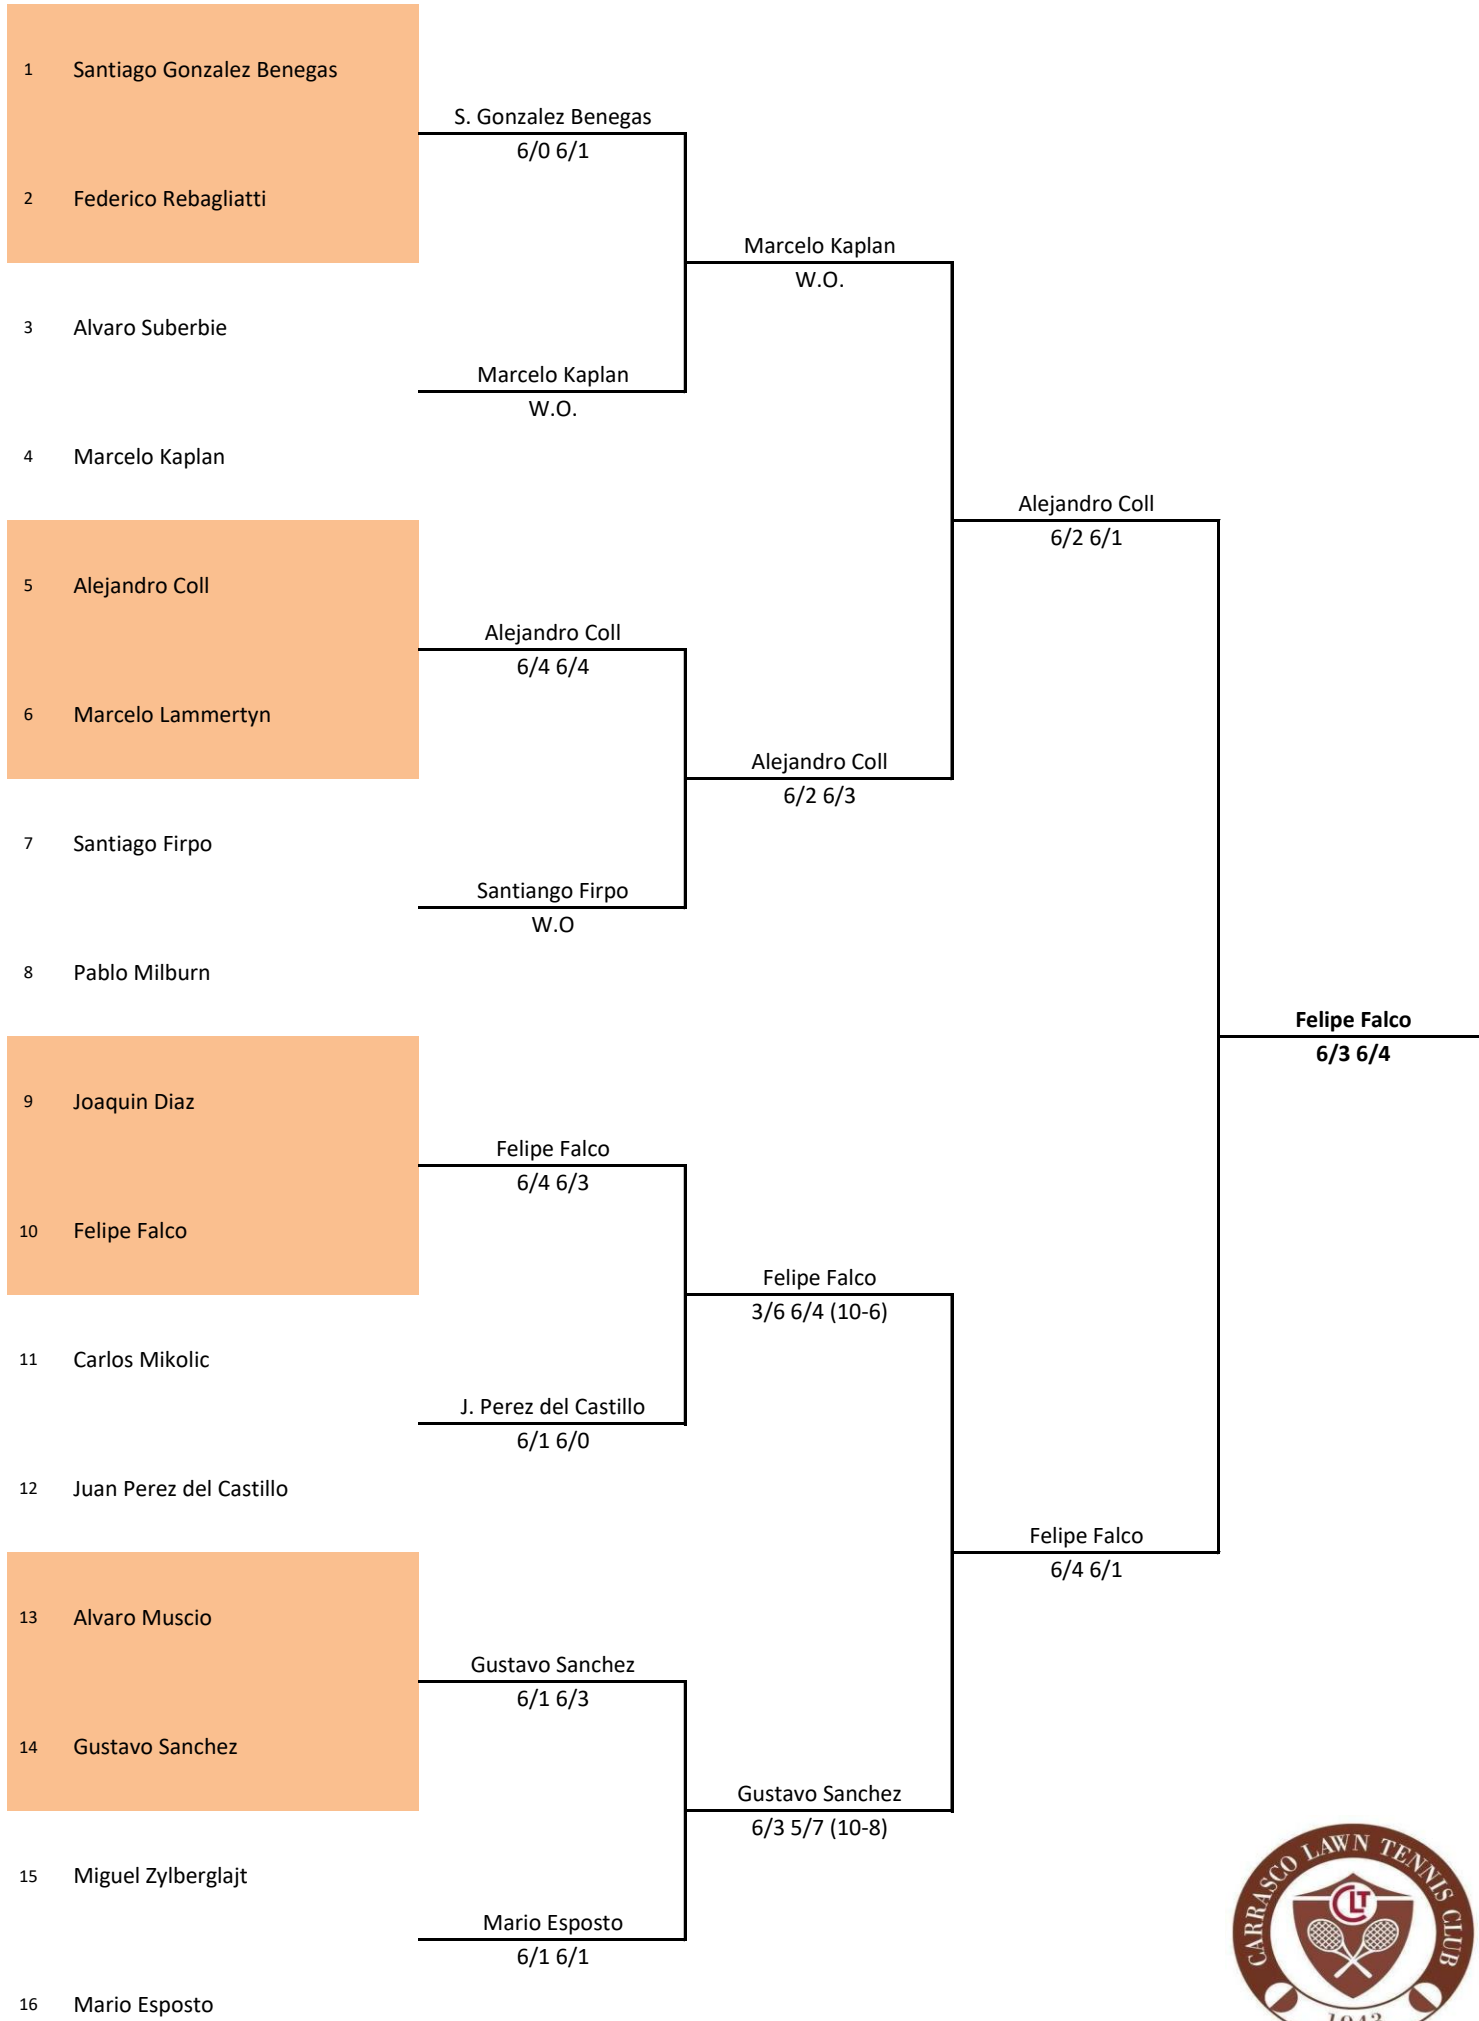 1 Santiago Gonzalez Benegas
S. Gonzalez Benegas
6/0 6/1
2 Federico Rebagliatti
Marcelo Kaplan
W.O.
3 Alvaro Suberbie
Marcelo Kaplan
W.O.
4 Marcelo Kaplan
Alejandro Coll
6/2 6/1
5 Alejandro Coll
Alejandro Coll
6/4 6/4
6 Marcelo Lammertyn
Alejandro Coll
6/2 6/3
7 Santiago Firpo
Santiango Firpo
W.O
8 Pablo Milburn
Felipe Falco
6/3 6/4
9 Joaquin Diaz
Felipe Falco
6/4 6/3
10 Felipe Falco
Felipe Falco
3/6 6/4 (10-6)
11 Carlos Mikolic
J. Perez del Castillo
6/1 6/0
12 Juan Perez del Castillo
Felipe Falco
6/4 6/1
13 Alvaro Muscio
Gustavo Sanchez
6/1 6/3
14 Gustavo Sanchez
Gustavo Sanchez
6/3 5/7 (10-8)
15 Miguel Zylberglajt
Mario Esposto
6/1 6/1
16 Mario Esposto
CARRASCO LAWN TENNIS CLUB
CLT
1943